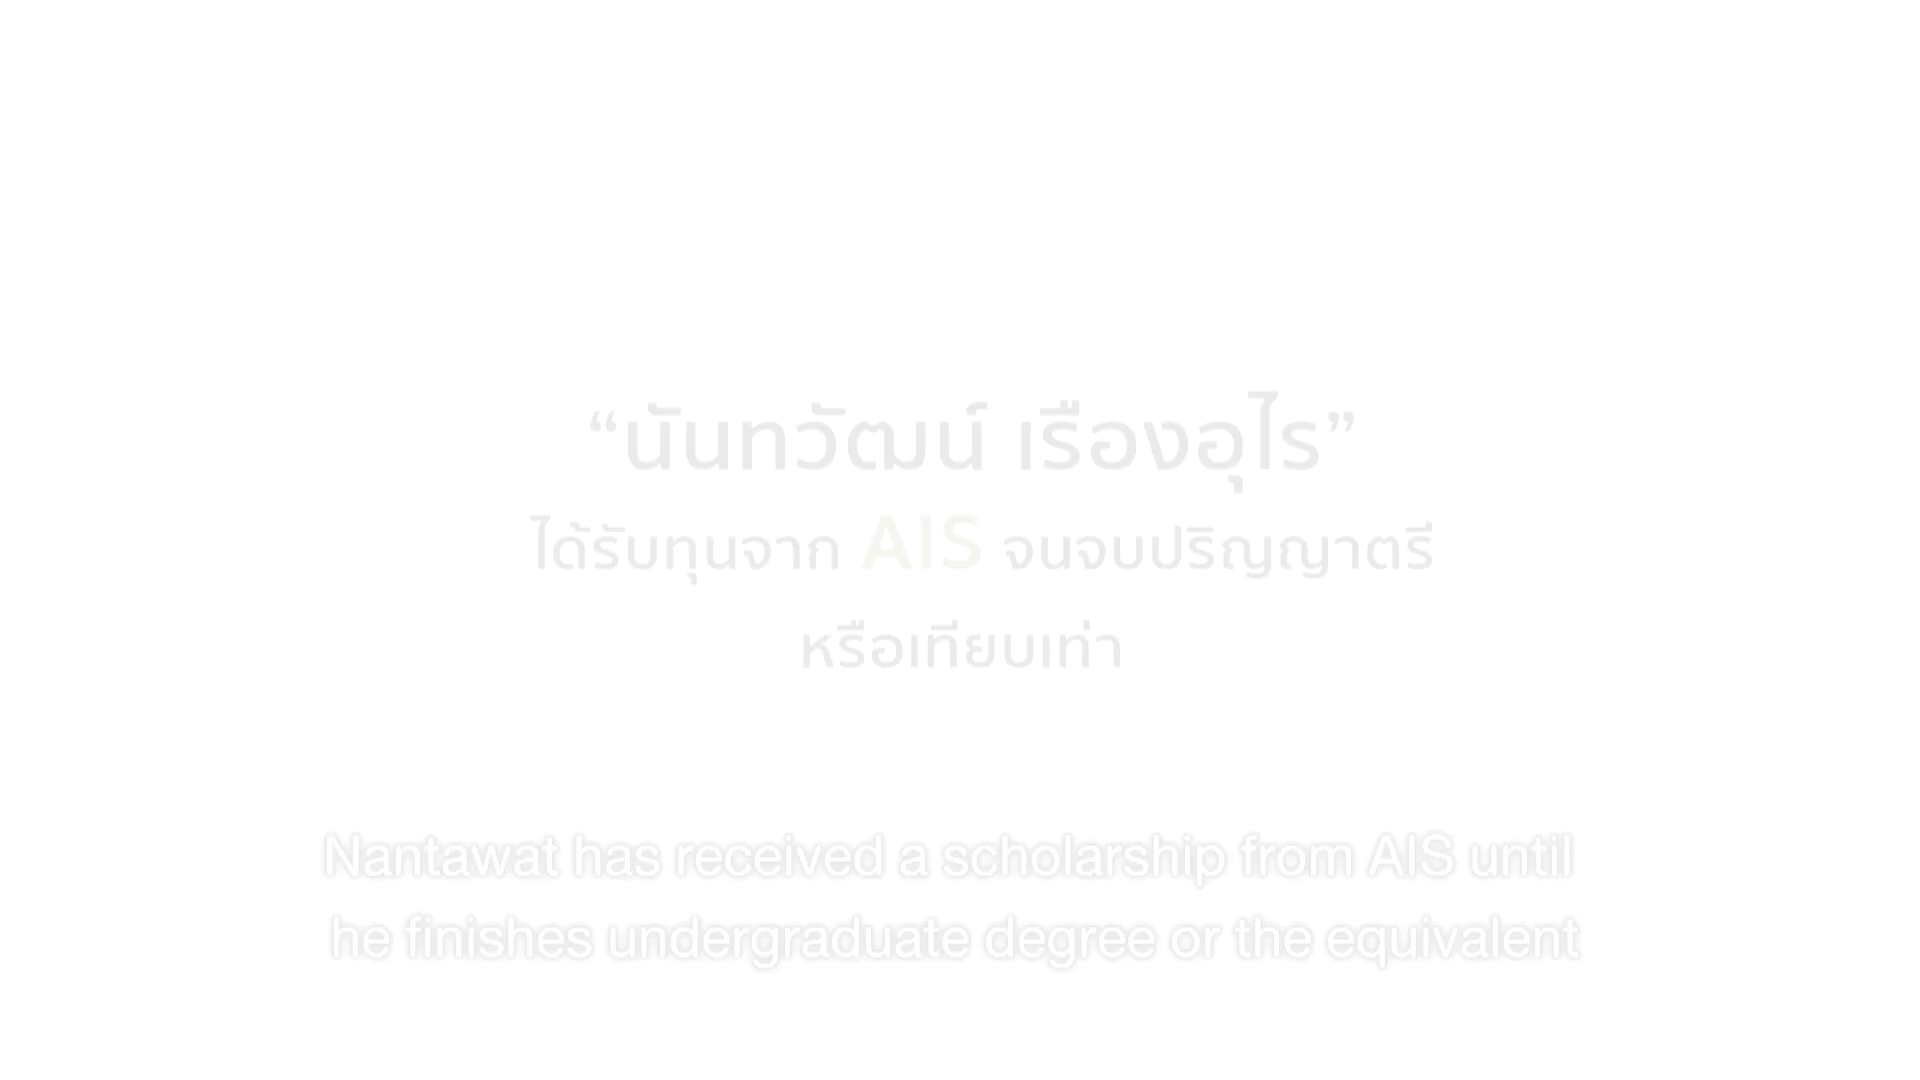 “นันทวัฒน์ เรืองอุไร”
ได้รับทุนจาก AIS จนจบปริญญาตรี
หรือเทียบเท่า
Nantawat has received a scholarship from AIS until
he finishes undergraduate degree or the equivalent